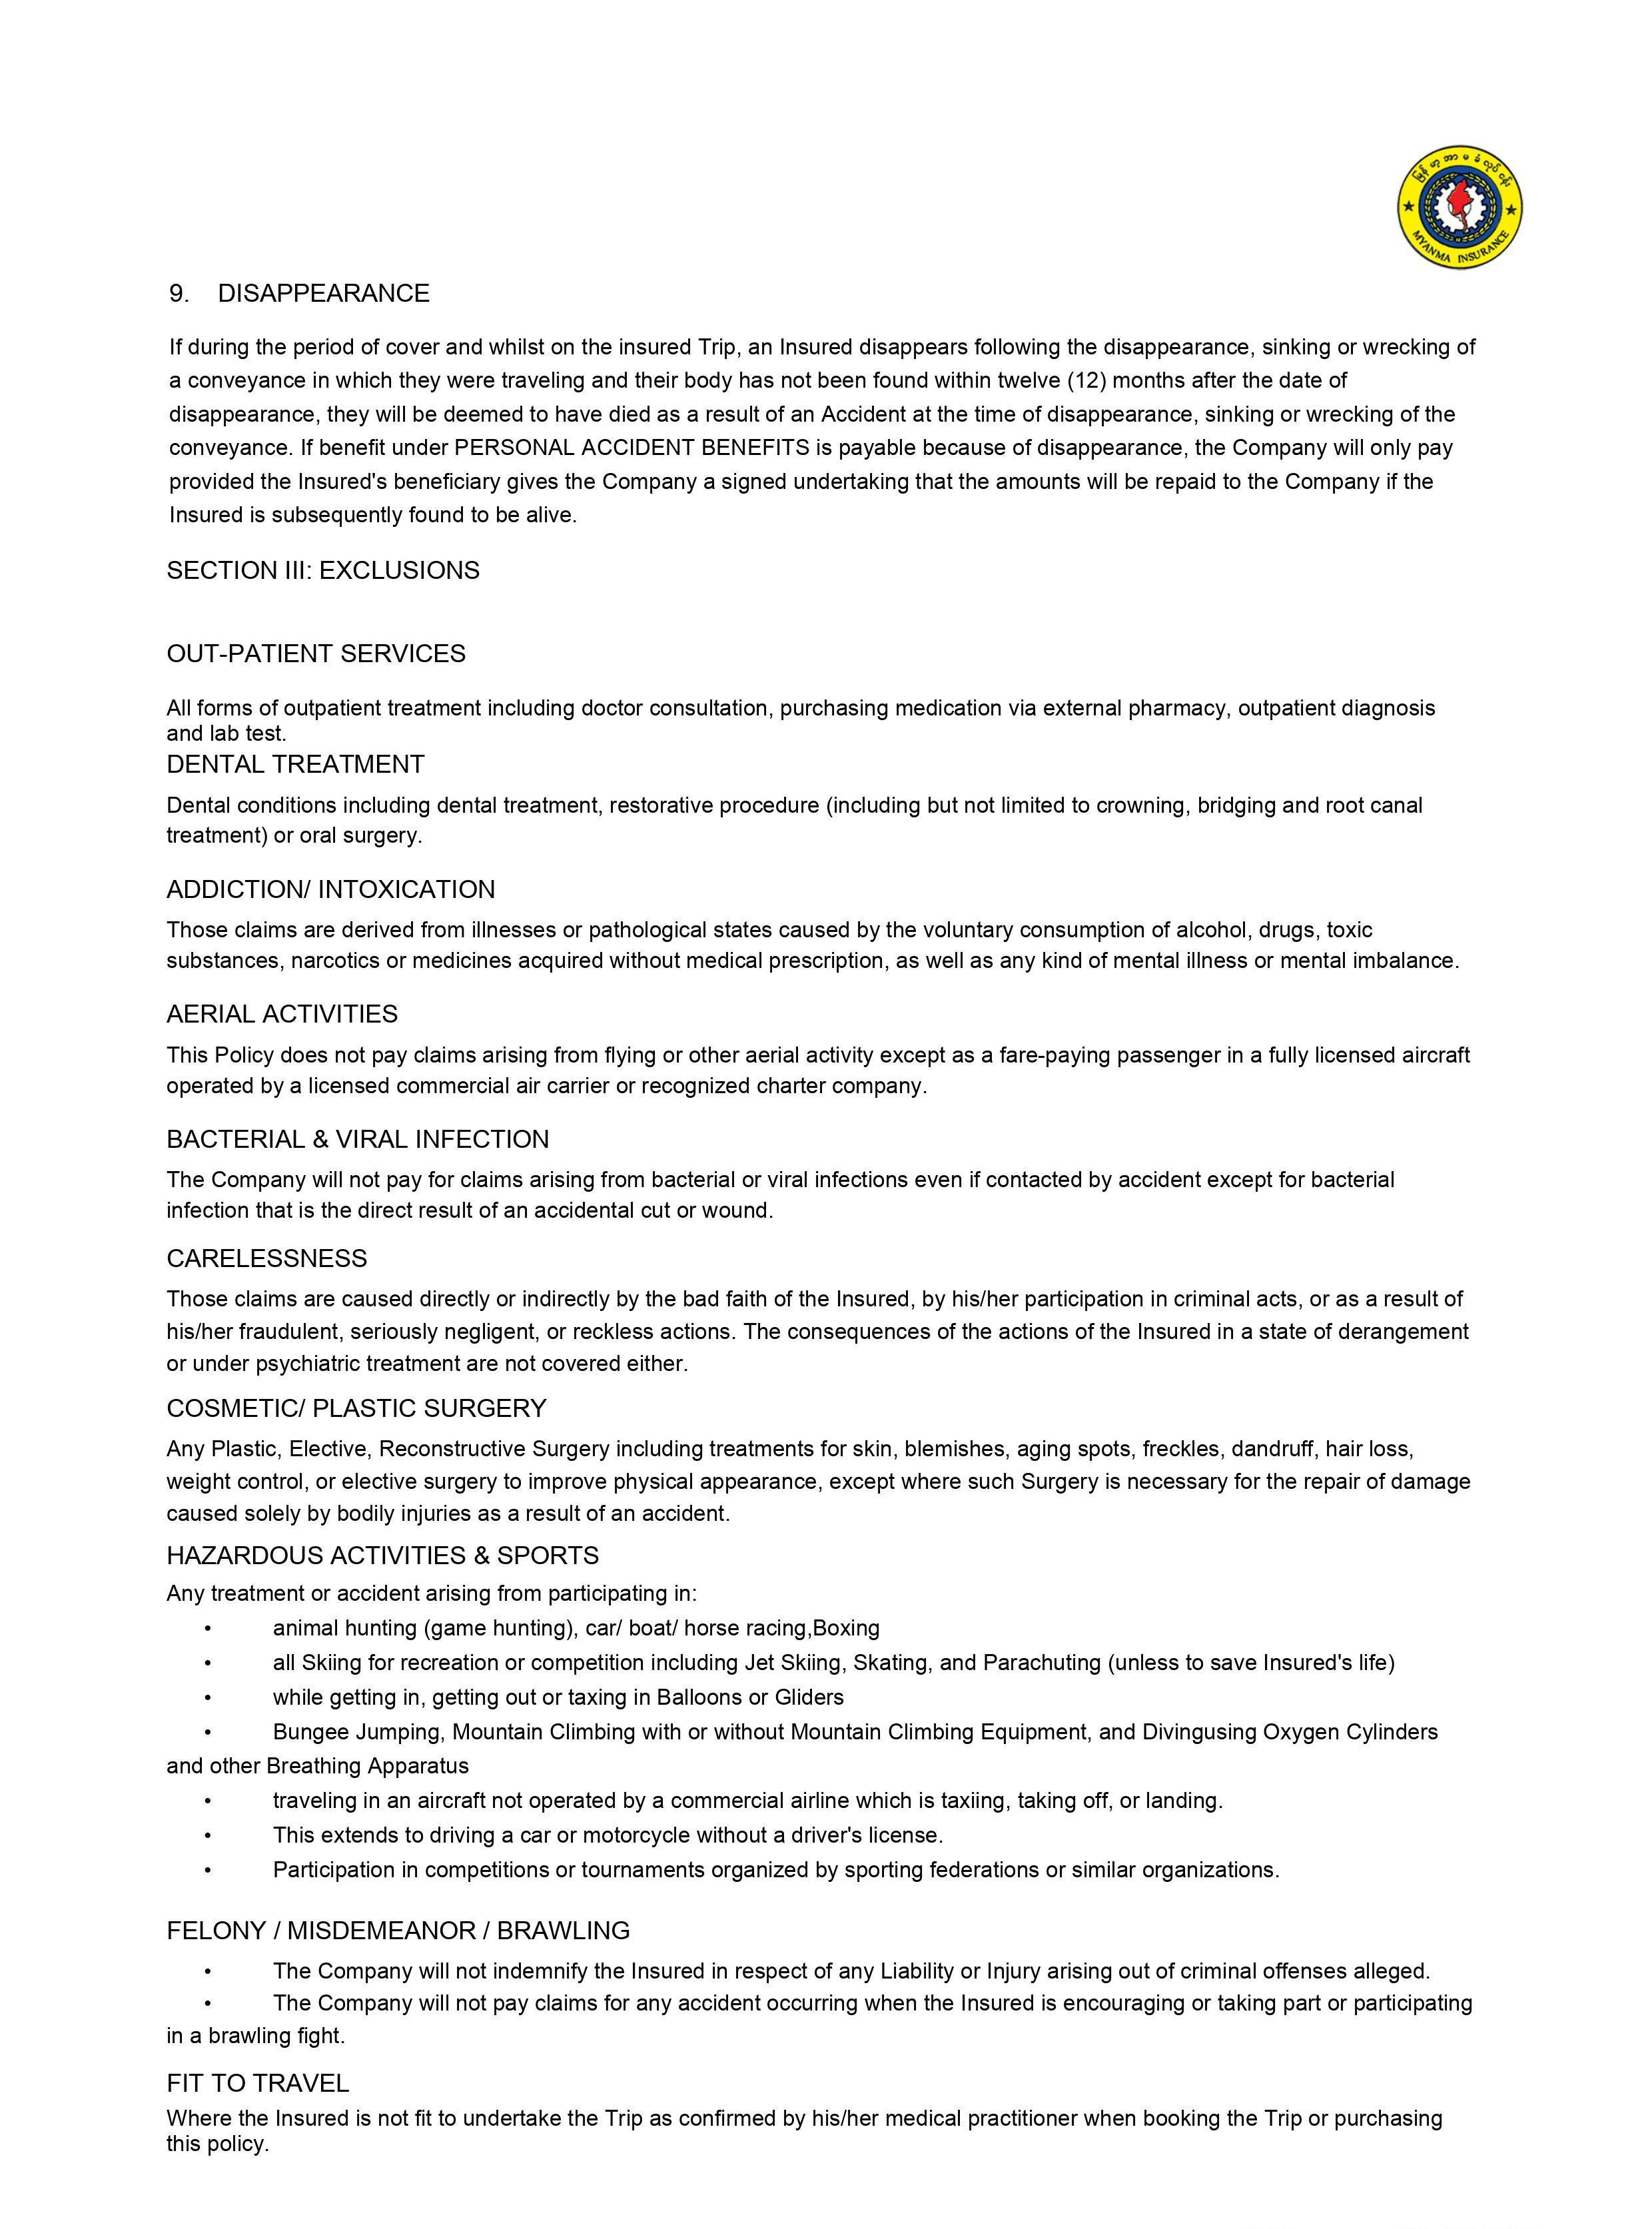 မြန်မာ့အာမခံလုပ်ငန်း
MYANMA INSURANCE
9. DISAPPEARANCE
If during the period of cover and whilst on the insured Trip, an Insured disappears following the disappearance, sinking or wrecking of
a conveyance in which they were traveling and their body has not been found within twelve (12) months after the date of
disappearance, they will be deemed to have died as a result of an Accident at the time of disappearance, sinking or wrecking of the
conveyance. If benefit under PERSONAL ACCIDENT BENEFITS is payable because of disappearance, the Company will only pay
provided the Insured's beneficiary gives the Company a signed undertaking that the amounts will be repaid to the Company if the
Insured is subsequently found to be alive.
SECTION III: EXCLUSIONS
OUT-PATIENT SERVICES
All forms of outpatient treatment including doctor consultation, purchasing medication via external pharmacy, outpatient diagnosis
and lab test.
DENTAL TREATMENT
Dental conditions including dental treatment, restorative procedure (including but not limited to crowning, bridging and root canal
treatment) or oral surgery.
ADDICTION/ INTOXICATION
Those claims are derived from illnesses or pathological states caused by the voluntary consumption of alcohol, drugs, toxic
substances, narcotics or medicines acquired without medical prescription, as well as any kind of mental illness or mental imbalance.
AERIAL ACTIVITIES
This Policy does not pay claims arising from flying or other aerial activity except as a fare-paying passenger in a fully licensed aircraft
operated by a licensed commercial air carrier or recognized charter company.
BACTERIAL & VIRAL INFECTION
The Company will not pay for claims arising from bacterial or viral infections even if contacted by accident except for bacterial
infection that is the direct result of an accidental cut or wound.
CARELESSNESS
Those claims are caused directly or indirectly by the bad faith of the Insured, by his/her participation in criminal acts, or as a result of
his/her fraudulent, seriously negligent, or reckless actions. The consequences of the actions of the Insured in a state of derangement
or under psychiatric treatment are not covered either.
COSMETIC/ PLASTIC SURGERY
Any Plastic, Elective, Reconstructive Surgery including treatments for skin, blemishes, aging spots, freckles, dandruff, hair loss,
weight control, or elective surgery to improve physical appearance, except where such Surgery is necessary for the repair of damage
caused solely by bodily injuries as a result of an accident.
HAZARDOUS ACTIVITIES & SPORTS
Any treatment or accident arising from participating in:
• animal hunting (game hunting), car/ boat/ horse racing,Boxing
• all Skiing for recreation or competition including Jet Skiing, Skating, and Parachuting (unless to save Insured's life)
• while getting in, getting out or taxing in Balloons or Gliders
• Bungee Jumping, Mountain Climbing with or without Mountain Climbing Equipment, and Divingusing Oxygen Cylinders
and other Breathing Apparatus
• traveling in an aircraft not operated by a commercial airline which is taxiing, taking off, or landing.
• This extends to driving a car or motorcycle without a driver's license.
• Participation in competitions or tournaments organized by sporting federations or similar organizations.
FELONY / MISDEMEANOR / BRAWLING
• The Company will not indemnify the Insured in respect of any Liability or Injury arising out of criminal offenses alleged.
• The Company will not pay claims for any accident occurring when the Insured is encouraging or taking part or participating
in a brawling fight.
FIT TO TRAVEL
Where the Insured is not fit to undertake the Trip as confirmed by his/her medical practitioner when booking the Trip or purchasing
this policy.